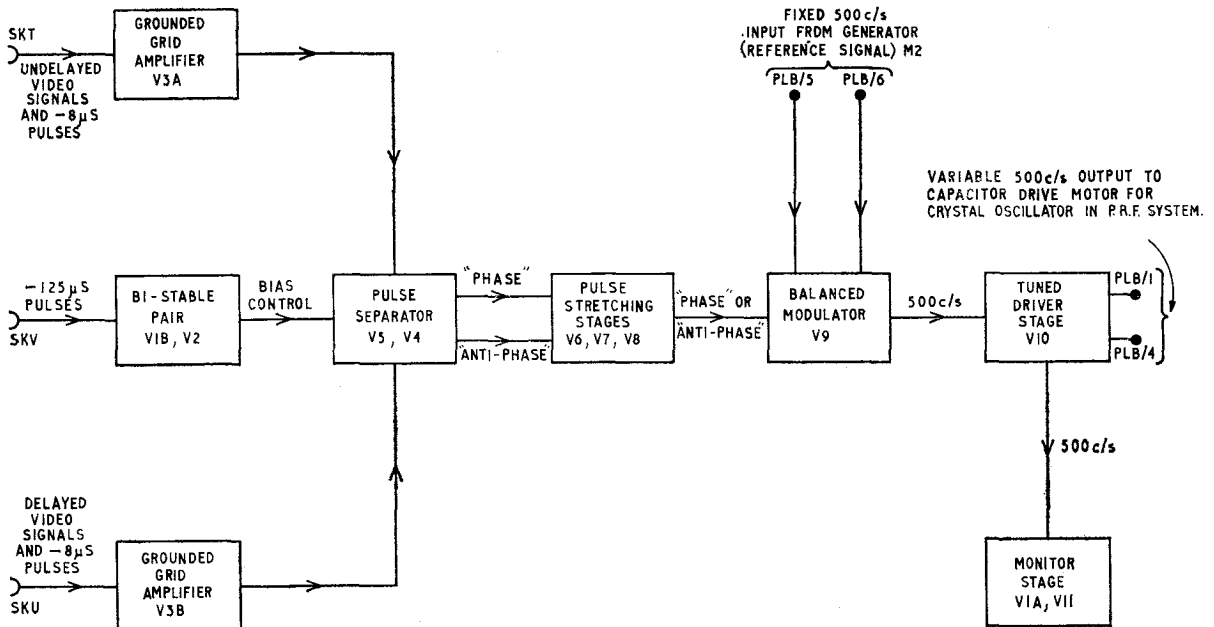 SKT
UNDELAYED
VIDEO
SIGNALS
AND -8µS
PULSES
GROUNDED
GRID
AMPLIFIER
V3A
FIXED 500c/s
INPUT FROM GENERATOR
(REFERENCE SIGNAL) M2
PLB/5
PLB/6
VARIABLE 500c/s OUTPUT TO
CAPACITOR DRIVE MOTOR FOR
CRYSTAL OSCILLATOR IN P.R.F. SYSTEM.
-125µS
PULSES
SKV
BI-STABLE
PAIR
V1B, V2
BIAS
CONTROL
PULSE
SEPARATOR
V5, V4
"PHASE"
"ANTI-PHASE"
PULSE
STRETCHING
STAGES
V6, V7, V8
"PHASE" OR
"ANTI-PHASE"
BALANCED
MODULATOR
V9
500c/s
TUNED
DRIVER
STAGE
V10
PLB/1
PLB/4
500c/s
DELAYED
VIDEO
SIGNALS
AND -8µS
PULSES
SKU
GROUNDED
GRID
AMPLIFIER
V3B
MONITOR
STAGE
V1A, V11